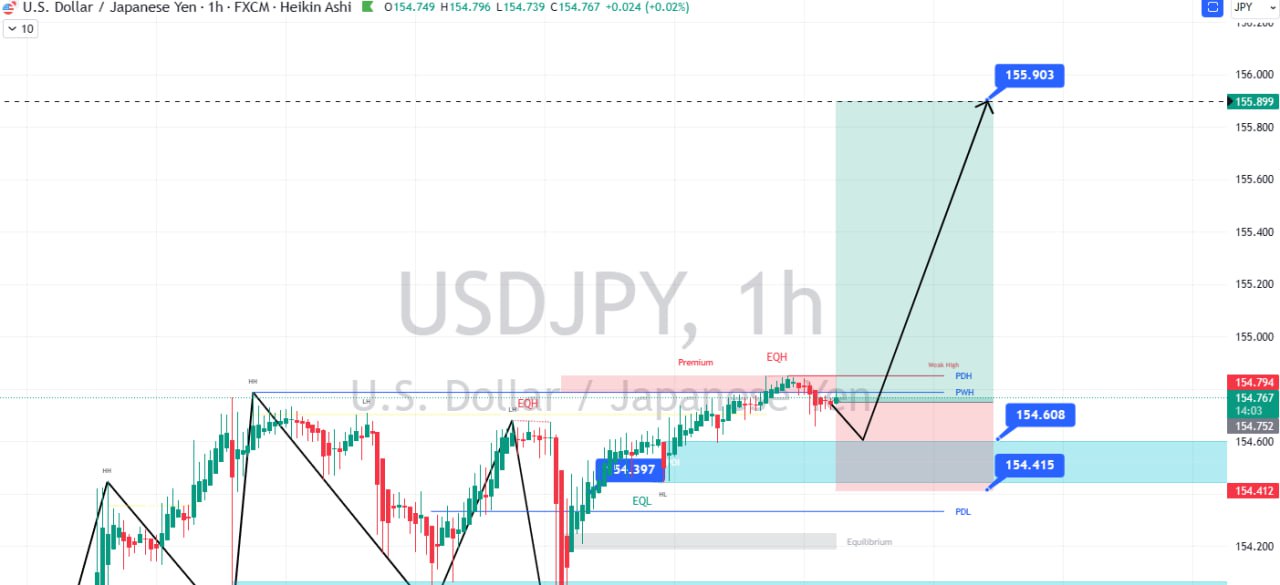 U.S. Dollar / Japanese Yen · 1h · FXCM · Heikin Ashi O154.749 H154.796 L154.739 C154.767 +0.024 (+0.02%)
JPY
10
156.200
156.000
155.903
155.899
155.800
155.600
155.400
155.200
155.000
USDJPY, 1h
U.S. Dollar / Japanese Yen
Premium
EQH
Weak High
PDH
PWH
HH
LH
LH
EQH
154.794
154.767
14:03
154.752
154.608
154.600
154.415
154.412
HH
154.397
HL
EQL
PDL
Equilibrium
154.200